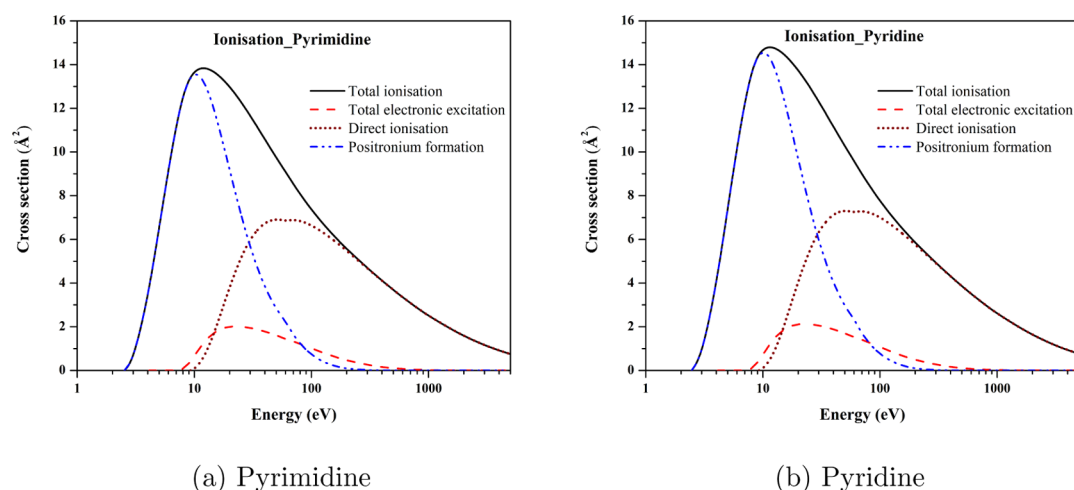 Ionisation_Pyrimidine
Total ionisation
Total electronic excitation
Direct ionisation
Positronium formation
Cross section (Å²)
16
14
12
10
8
6
4
2
0
1 10 100 1000
Energy (eV)
(a) Pyrimidine
Ionisation_Pyridine
Total ionisation
Total electronic excitation
Direct ionisation
Positronium formation
Cross section (Å²)
16
14
12
10
8
6
4
2
0
1 10 100 1000
Energy (eV)
(b) Pyridine